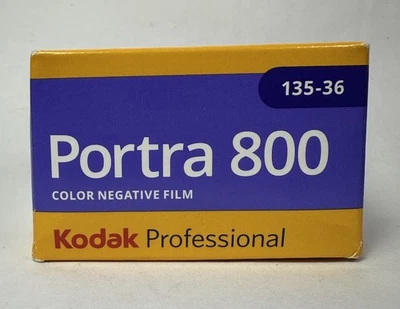 135-36
Portra 800
COLOR NEGATIVE FILM
Kodak Professional